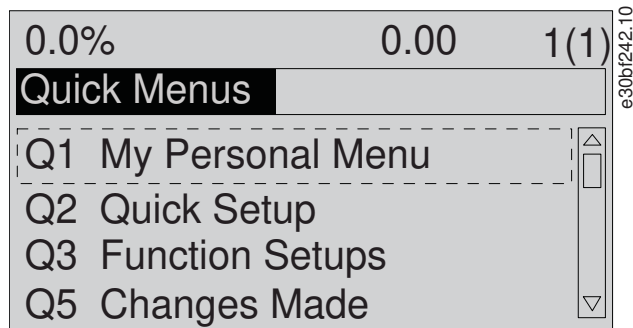 0.0% 0.00 1(1)
Quick Menus
Q1 My Personal Menu
Q2 Quick Setup
Q3 Function Setups
Q5 Changes Made
e30bf242.10